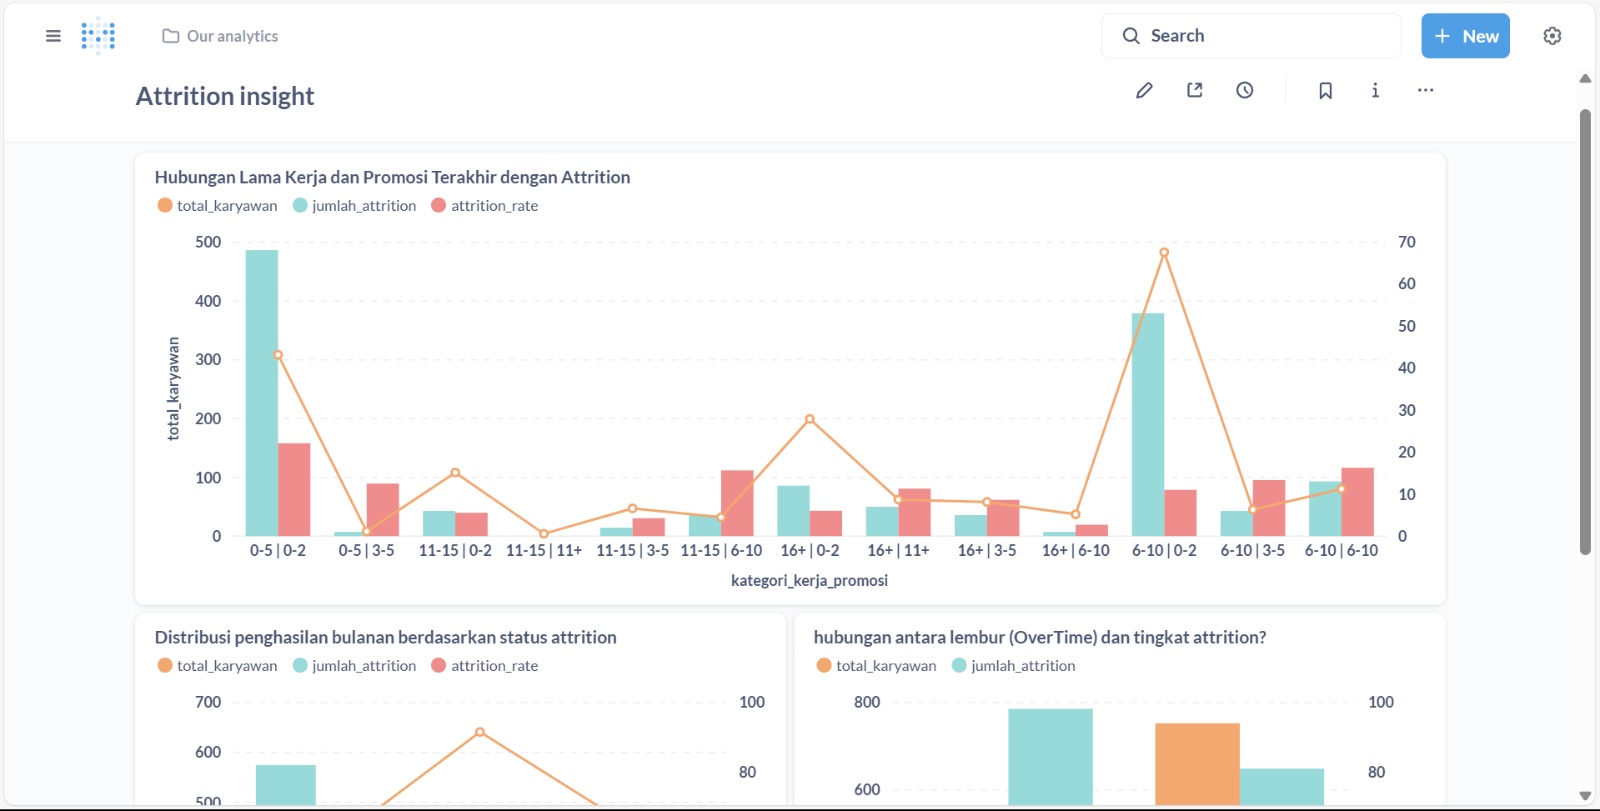 Our analytics
Search
+ New
Attrition insight
Hubungan Lama Kerja dan Promosi Terakhir dengan Attrition
total_karyawan jumlah_attrition attrition_rate
500
400
300
200
100
0
total_karyawan
70
60
50
40
30
20
10
0
0-5 | 0-2 0-5 | 3-5 11-15 | 0-2 11-15 | 11+ 11-15 | 3-5 11-15 | 6-10 16+ | 0-2 16+ | 11+ 16+ | 3-5 16+ | 6-10 6-10 | 0-2 6-10 | 3-5 6-10 | 6-10
kategori_kerja_promosi
Distribusi penghasilan bulanan berdasarkan status attrition
total_karyawan jumlah_attrition attrition_rate
700
600
500
100
80
hubungan antara lembur (OverTime) dan tingkat attrition?
total_karyawan jumlah_attrition
800
600
100
80